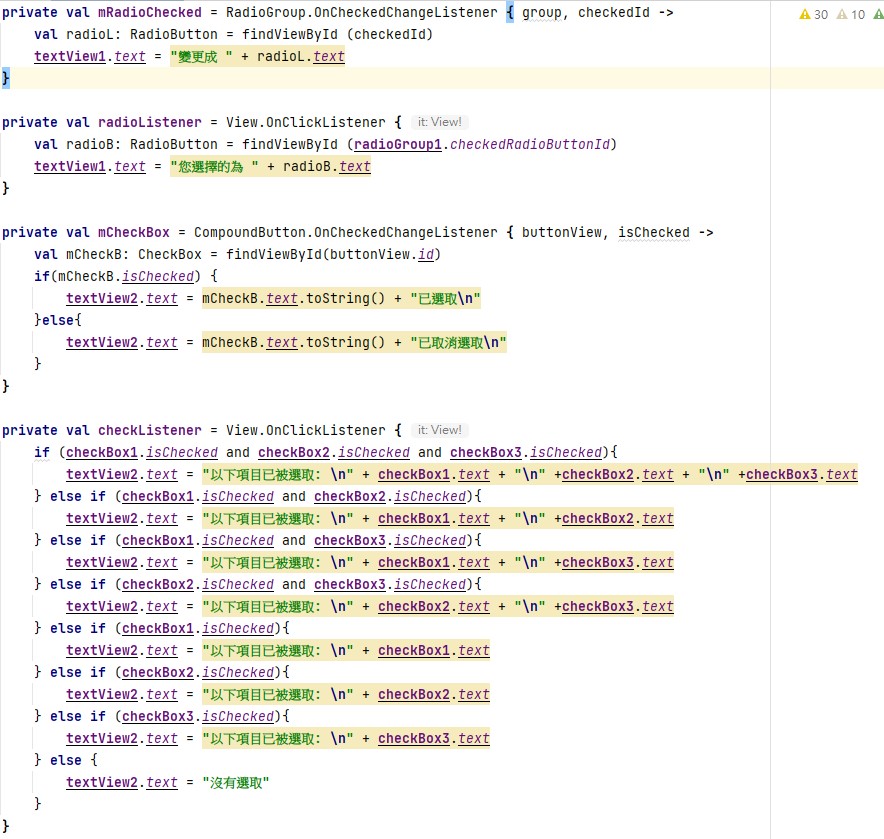 private val mRadioChecked = RadioGroup.OnCheckedChangeListener { group, checkedId ->
30 10
    val radioL: RadioButton = findViewById (checkedId)
    textView1.text = "變更成 " + radioL.text
}
private val radioListener = View.OnClickListener { it: View!
    val radioB: RadioButton = findViewById (radioGroup1.checkedRadioButtonId)
    textView1.text = "您選擇的為 " + radioB.text
}
private val mCheckBox = CompoundButton.OnCheckedChangeListener { buttonView, isChecked ->
    val mCheckB: CheckBox = findViewById(buttonView.id)
    if(mCheckB.isChecked) {
        textView2.text = mCheckB.text.toString() + "已選取\n"
    }else{
        textView2.text = mCheckB.text.toString() + "已取消選取\n"
    }
}
private val checkListener = View.OnClickListener { it: View!
    if (checkBox1.isChecked and checkBox2.isChecked and checkBox3.isChecked){
        textView2.text = "以下項目已被選取: \n" + checkBox1.text + "\n" +checkBox2.text + "\n" +checkBox3.text
    } else if (checkBox1.isChecked and checkBox2.isChecked){
        textView2.text = "以下項目已被選取: \n" + checkBox1.text + "\n" +checkBox2.text
    } else if (checkBox1.isChecked and checkBox3.isChecked){
        textView2.text = "以下項目已被選取: \n" + checkBox1.text + "\n" +checkBox3.text
    } else if (checkBox2.isChecked and checkBox3.isChecked){
        textView2.text = "以下項目已被選取: \n" + checkBox2.text + "\n" +checkBox3.text
    } else if (checkBox1.isChecked){
        textView2.text = "以下項目已被選取: \n" + checkBox1.text
    } else if (checkBox2.isChecked){
        textView2.text = "以下項目已被選取: \n" + checkBox2.text
    } else if (checkBox3.isChecked){
        textView2.text = "以下項目已被選取: \n" + checkBox3.text
    } else {
        textView2.text = "沒有選取"
    }
}